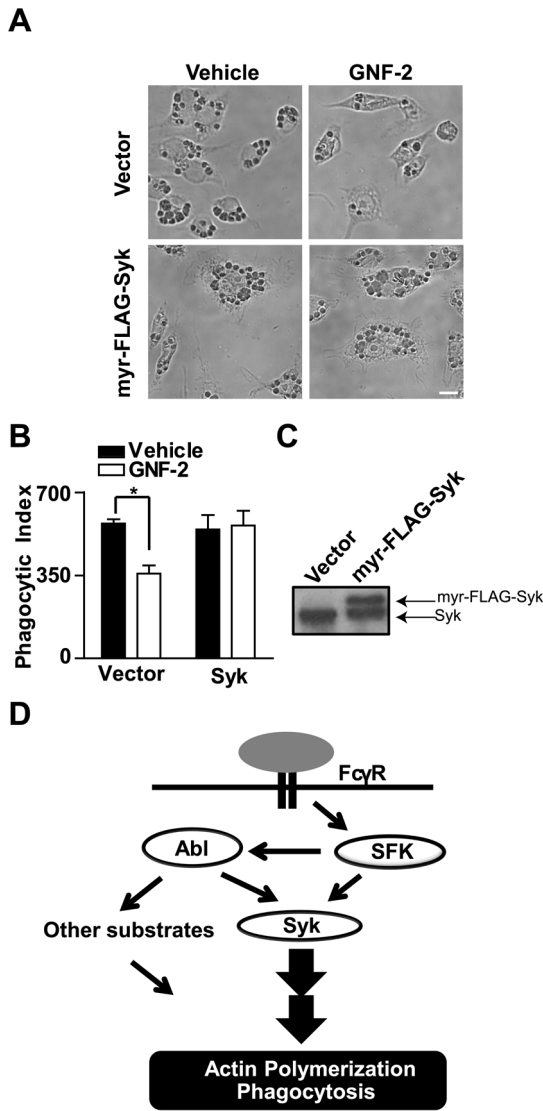 A
Vehicle GNF-2
Vector
myr-FLAG-Syk
B
Vehicle
GNF-2
*
Phagocytic Index
700
350
0
Vector Syk
C
Vector myr-FLAG-Syk
myr-FLAG-Syk
Syk
D
FcγR
Abl SFK
Other substrates Syk
Actin Polymerization
Phagocytosis